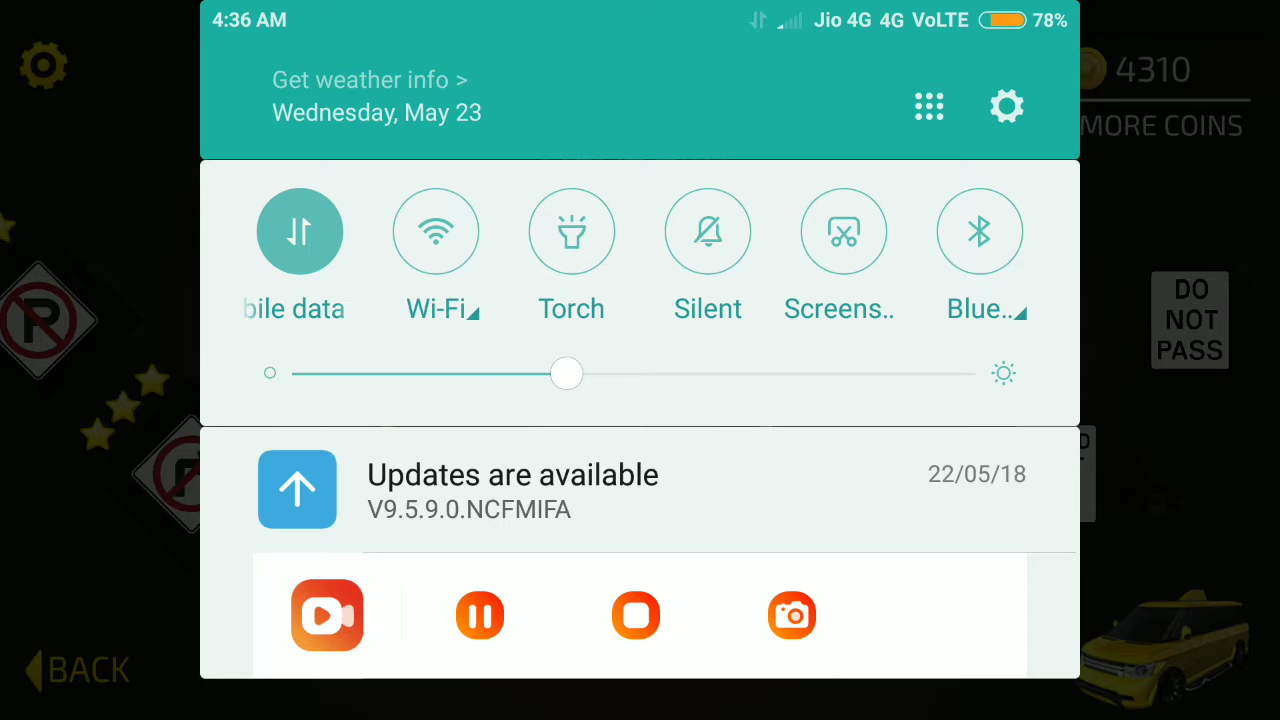 4:36 AM
Jio 4G 4G VoLTE 78%
Get weather info >
Wednesday, May 23
4310
MORE COINS
bile data
Wi-Fi
Torch
Silent
Screens..
Blue..
DO
NOT
PASS
Updates are available
22/05/18
V9.5.9.0.NCFMIFA
BACK